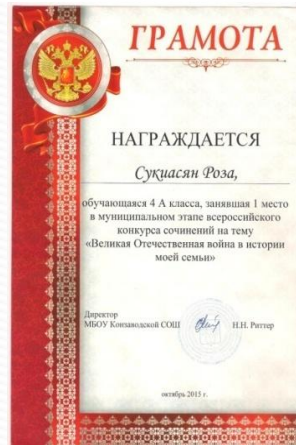 ГРАМОТА
НАГРАЖДАЕТСЯ
Сукиасян Роза,
обучающаяся 4 А класса, занявшая 1 место
в муниципальном этапе всероссийского
конкурса сочинений на тему
«Великая Отечественная война в истории
моей семьи»
Директор
МБОУ Конзаводской СОШ Н.Н. Риттер
октябрь 2015 г.